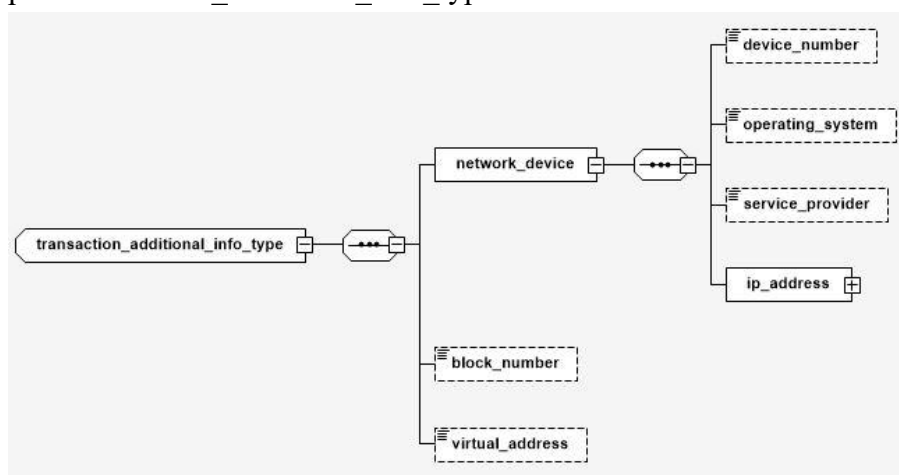 device_number
operating_system
network_device
service_provider
transaction_additional_info_type
ip_address
block_number
virtual_address